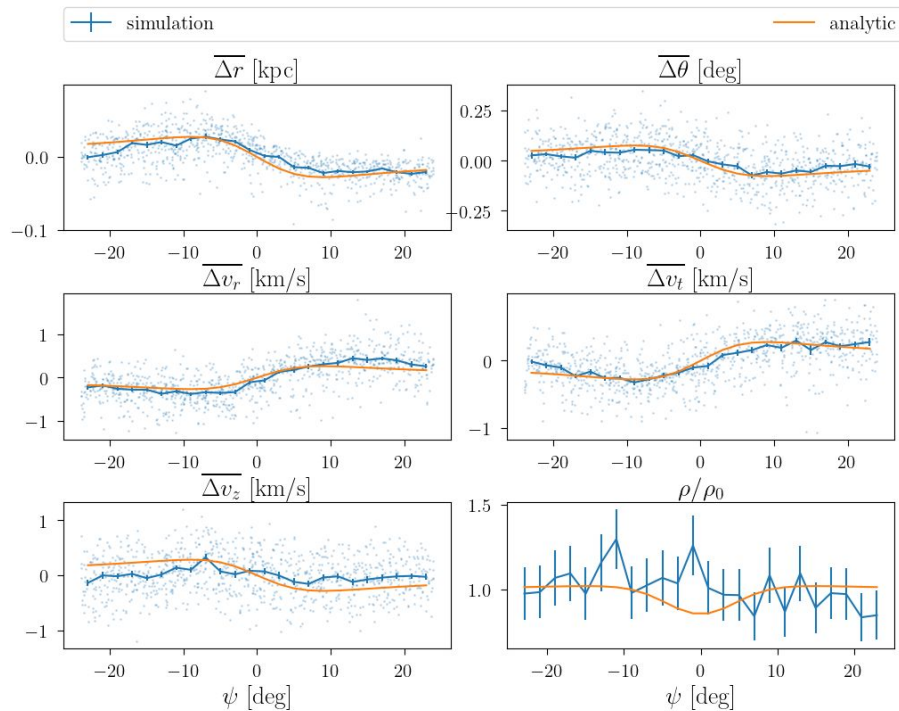 simulation analytic
Δr [kpc] Δθ [deg]
0.0
−0.1
0.25
0.00
−0.25
−20 −10 0 10 20 −20 −10 0 10 20
Δv_r [km/s] Δv_t [km/s]
1
0
−1
0
−1
−20 −10 0 10 20 −20 −10 0 10 20
Δv_z [km/s] ρ/ρ_0
1
0
−1
1.5
1.0
−20 −10 0 10 20 −20 −10 0 10 20
ψ [deg] ψ [deg]